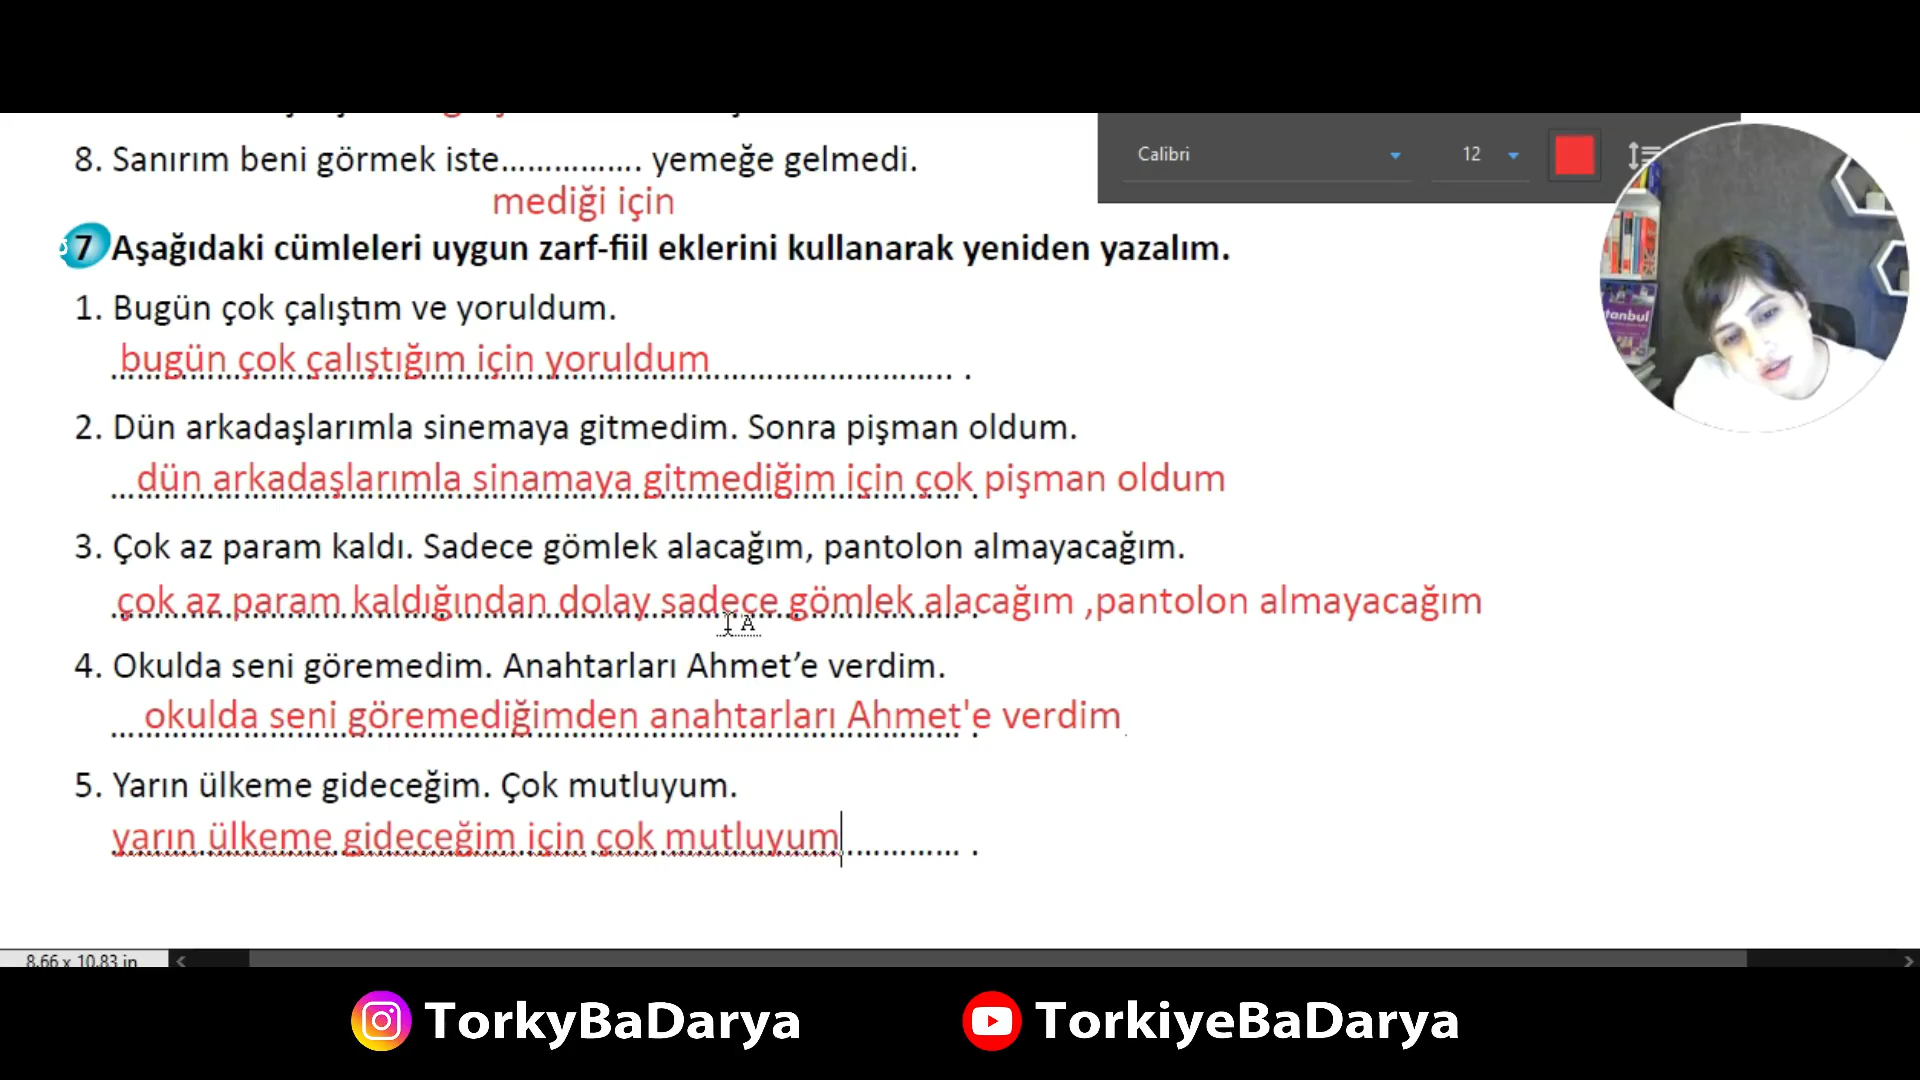 8. Sanırım beni görmek iste................ yemeğe gelmedi.
mediği için
Calibri
12
7 Aşağıdaki cümleleri uygun zarf-fiil eklerini kullanarak yeniden yazalım.
tanbul
1. Bugün çok çalıştım ve yoruldum.
bugün çok çalıştığım için yoruldum
2. Dün arkadaşlarımla sinemaya gitmedim. Sonra pişman oldum.
dün arkadaşlarımla sinamaya gitmediğim için çok pişman oldum
3. Çok az param kaldı. Sadece gömlek alacağım, pantolon almayacağım.
çok az param kaldığından dolay sadece gömlek alacağım ,pantolon almayacağım
4. Okulda seni göremedim. Anahtarları Ahmet’e verdim.
okulda seni göremediğimden anahtarları Ahmet'e verdim
5. Yarın ülkeme gideceğim. Çok mutluyum.
yarın ülkeme gideceğim için çok mutluyum
8.66 x 10.83 in
TorkyBaDarya
TorkiyeBaDarya